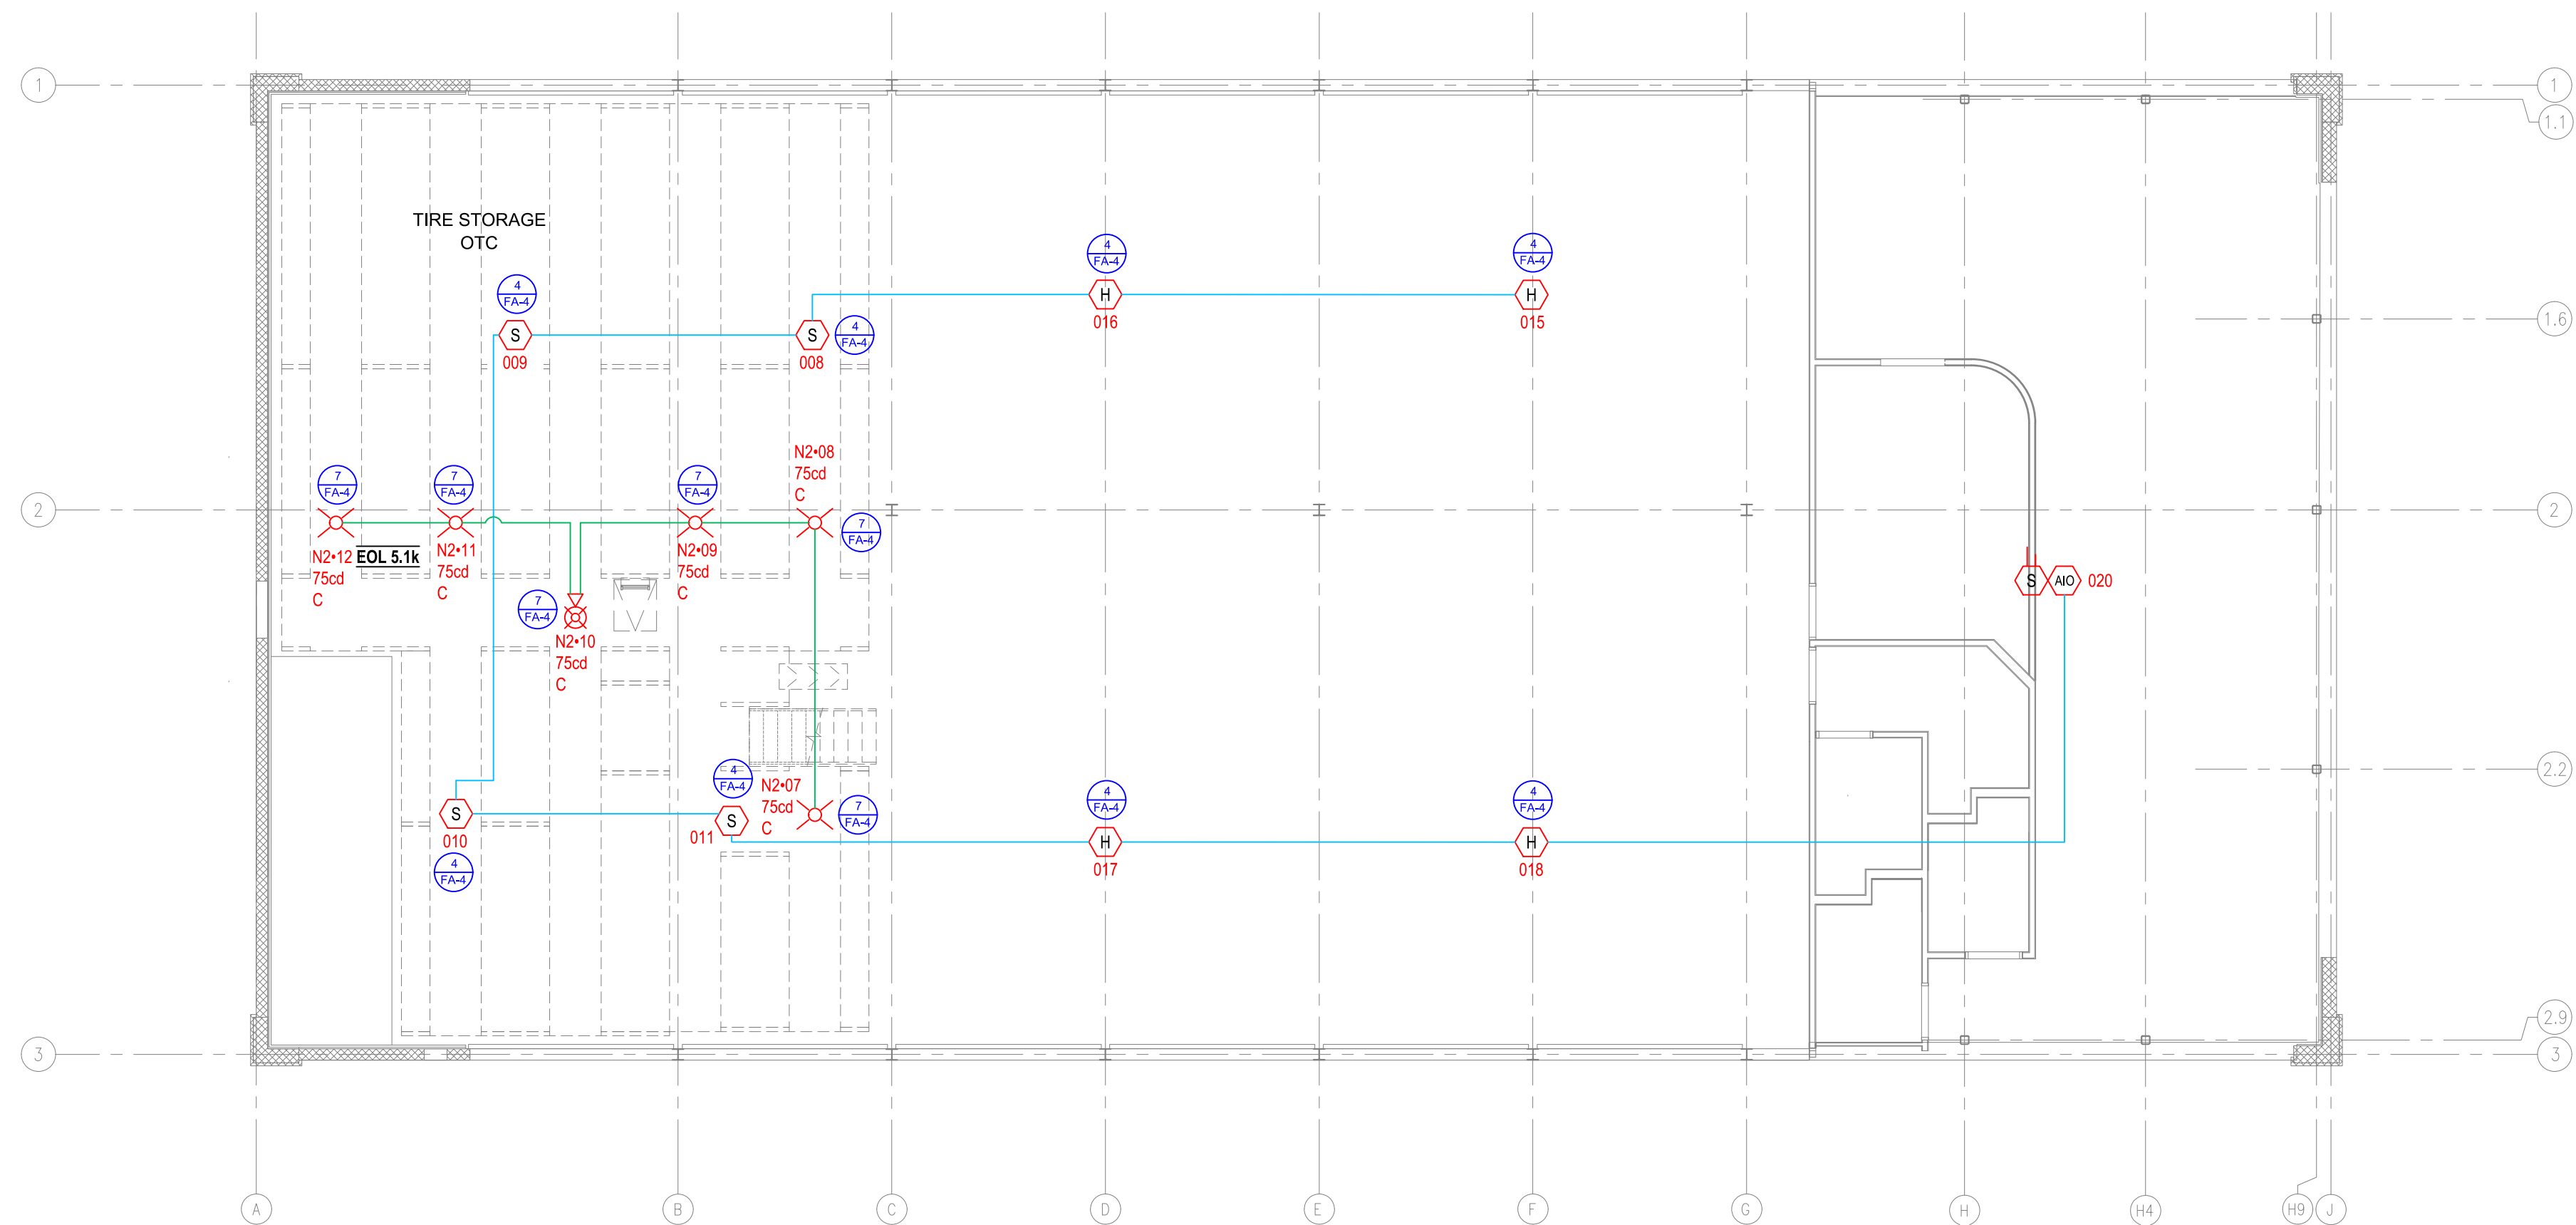 1
1
1.1
TIRE STORAGE
OTC
4
FA-4
4
FA-4
4
FA-4
H
016
H
015
1.6
S
009
S
008
4
FA-4
N2•08
75cd
C
7
FA-4
7
FA-4
7
FA-4
7
FA-4
2
2
N2•12
75cd
C
EOL 5.1k
N2•11
75cd
C
N2•09
75cd
C
7
FA-4
N2•10
75cd
C
S
AIO
020
2.2
4
FA-4
N2•07
75cd
C
7
FA-4
4
FA-4
4
FA-4
S
010
4
FA-4
S
011
H
017
H
018
2.9
3
3
A
B
C
D
E
F
G
H
H4
H9
J